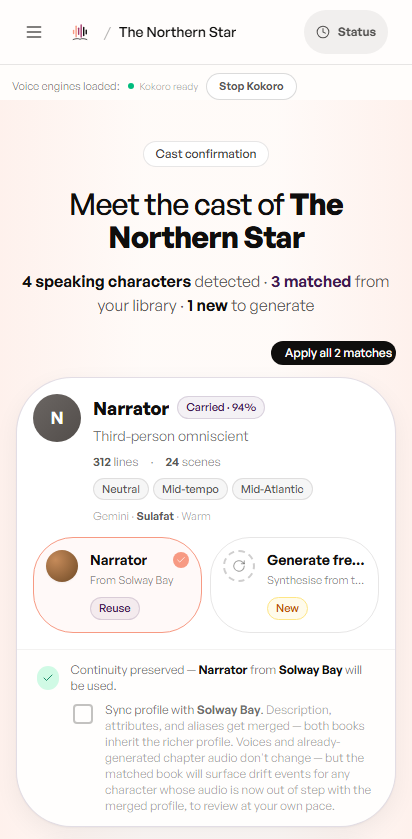 / The Northern Star
Status
Voice engines loaded: Kokoro ready Stop Kokoro
Cast confirmation
Meet the cast of The
Northern Star
4 speaking characters detected · 3 matched from
your library · 1 new to generate
Apply all 2 matches
N
Narrator Carried · 94%
Third-person omniscient
312 lines · 24 scenes
Neutral Mid-tempo Mid-Atlantic
Gemini · Sulafat · Warm
Narrator
From Solway Bay
Reuse
Generate fre...
Synthesise from t...
New
Continuity preserved — Narrator from Solway Bay will
be used.
Sync profile with Solway Bay. Description,
attributes, and aliases get merged — both books
inherit the richer profile. Voices and already-
generated chapter audio don't change — but the
matched book will surface drift events for any
character whose audio is now out of step with the
merged profile, to review at your own pace.